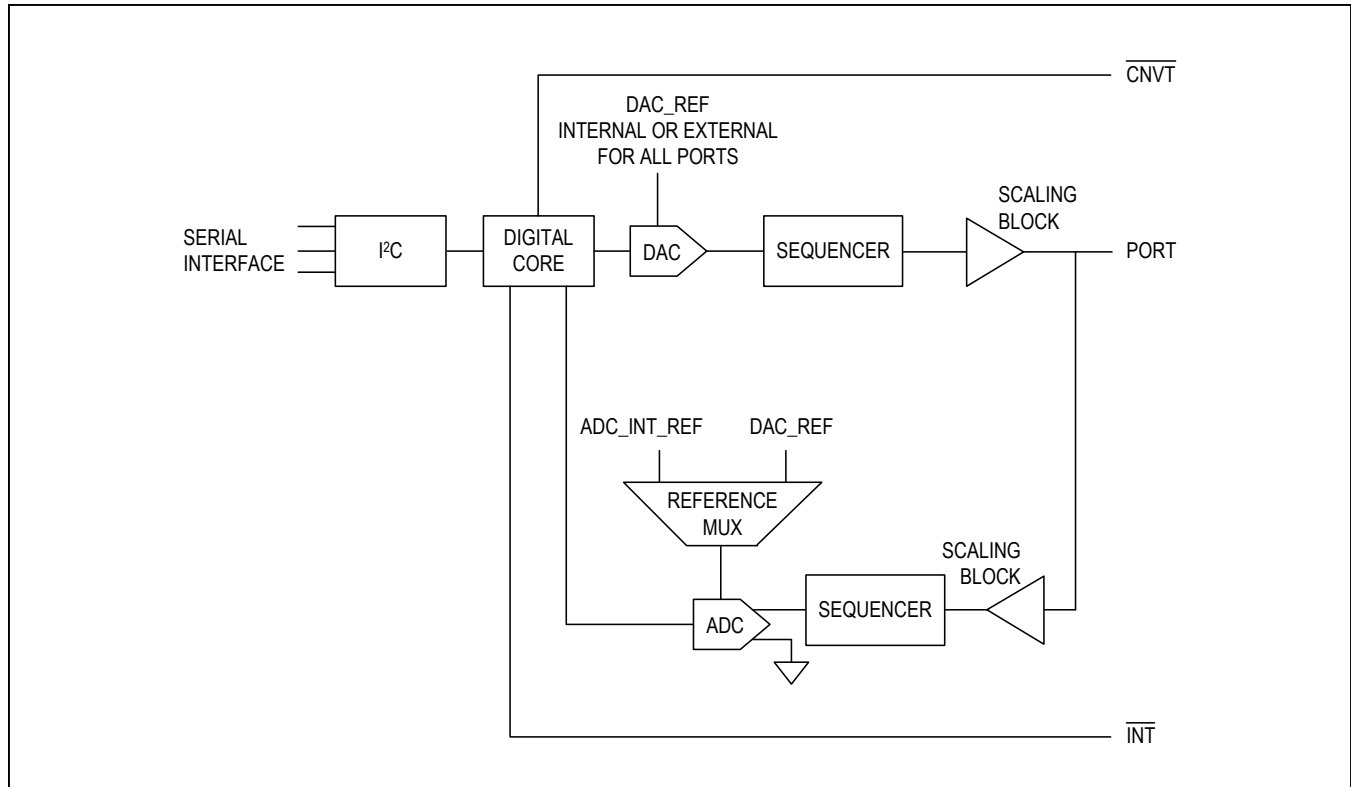 CNVT
DAC_REF
INTERNAL OR EXTERNAL
FOR ALL PORTS
SCALING
BLOCK
SERIAL
INTERFACE
I²C
DIGITAL
CORE
DAC
SEQUENCER
PORT
ADC_INT_REF
DAC_REF
REFERENCE
MUX
SCALING
BLOCK
SEQUENCER
ADC
INT